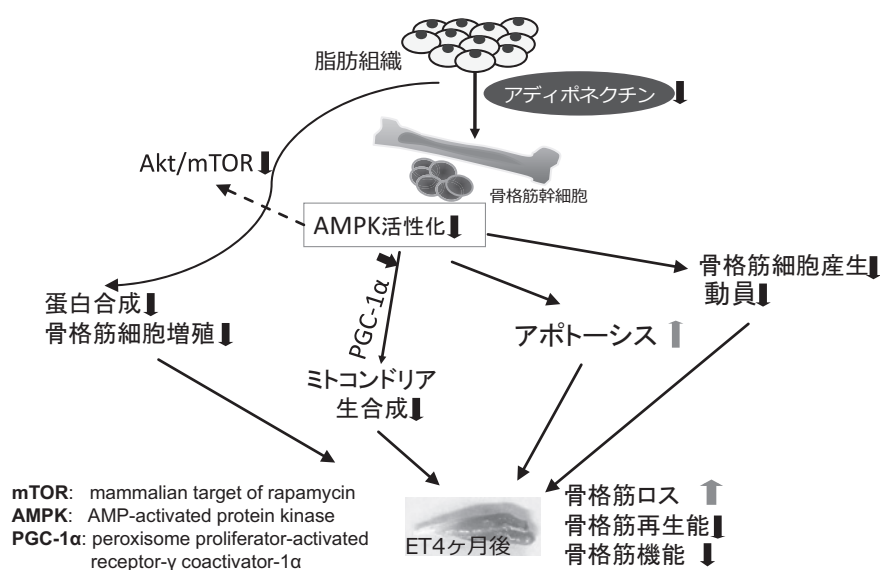 脂肪組織
アディポネクチン
Akt/mTOR
骨格筋幹細胞
AMPK活性化
骨格筋細胞産生
動員
蛋白合成
骨格筋細胞増殖
PGC-1α
アポトーシス
ミトコンドリア
生合成
mTOR: mammalian target of rapamycin
AMPK: AMP-activated protein kinase
PGC-1α: peroxisome proliferator-activated
receptor-γ coactivator-1α
ET4ヶ月後
骨格筋ロス
骨格筋再生能
骨格筋機能